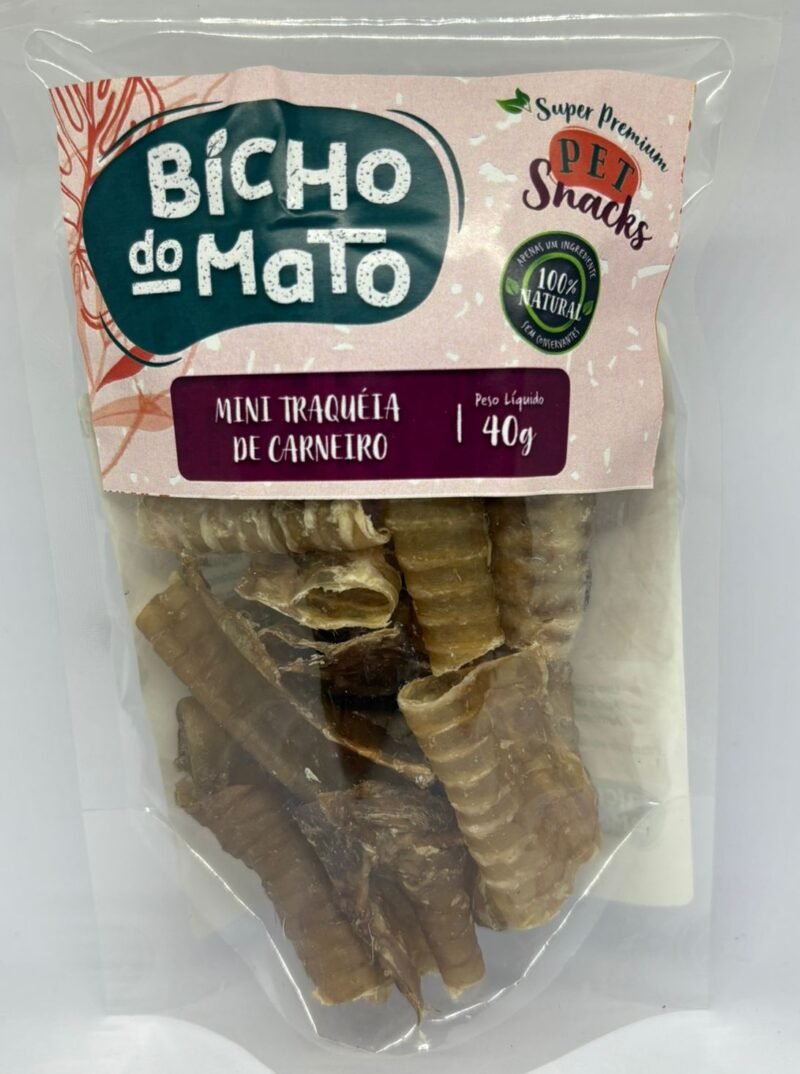 BICHO
do MATO
Super Premium
PET
Snacks
APENAS UM INGREDIENTE
100%
NATURAL
SEM CONSERVANTES
MINI TRAQUÉIA
DE CARNEIRO
Peso Líquido
40g